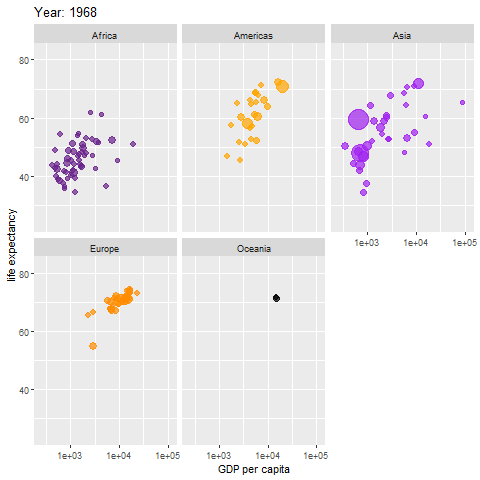 Year: 1968
Africa
Americas
Asia
80
60
40
1e+03 1e+04 1e+05
Europe
Oceania
80
60
40
1e+03 1e+04 1e+05
1e+03 1e+04 1e+05
life expectancy
GDP per capita